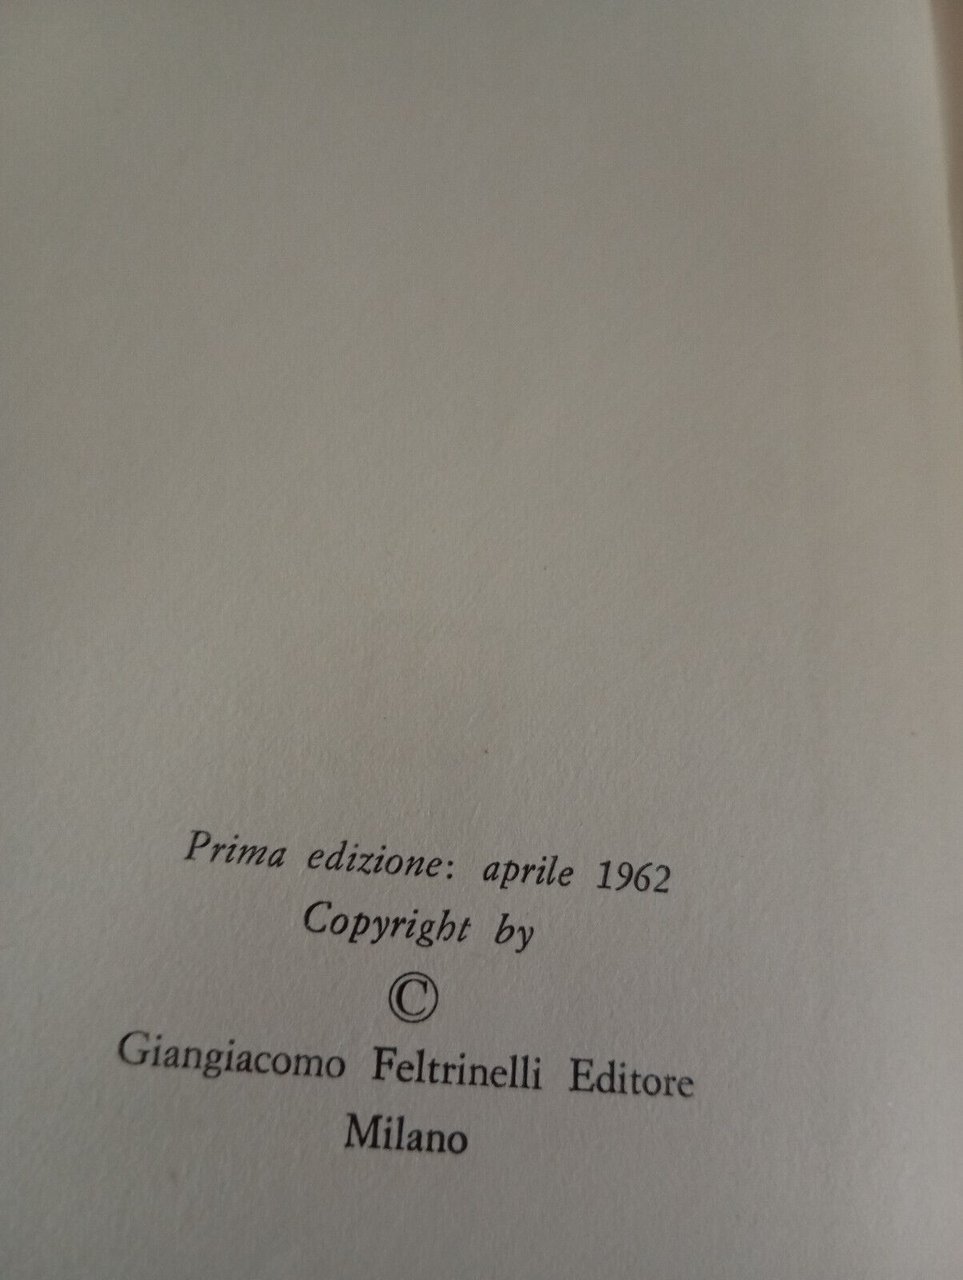 Prima edizione: aprile 1962
Copyright by
©
Giangiacomo Feltrinelli Editore
Milano